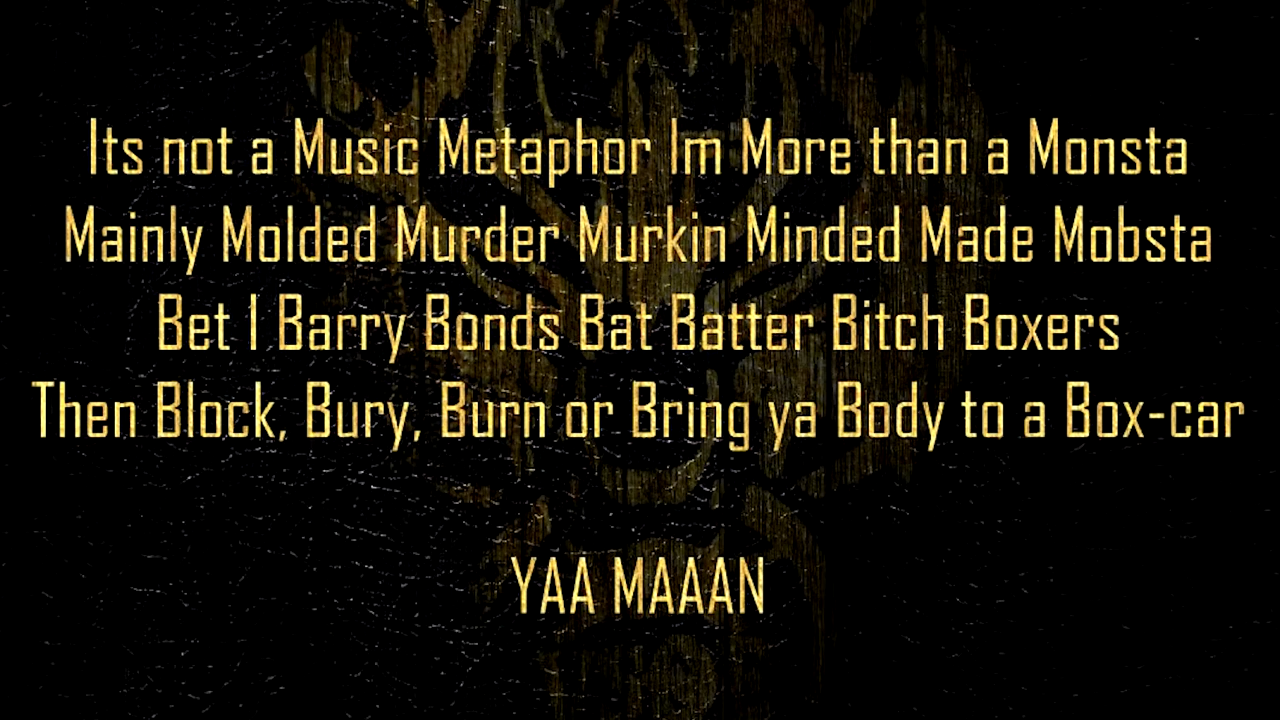 Its not a Music Metaphor Im More than a Monsta
Mainly Molded Murder Murkin Minded Made Mobsta
Bet I Barry Bonds Bat Batter Bitch Boxers
Then Block, Bury, Burn or Bring ya Body to a Box-car
YAA MAAAN